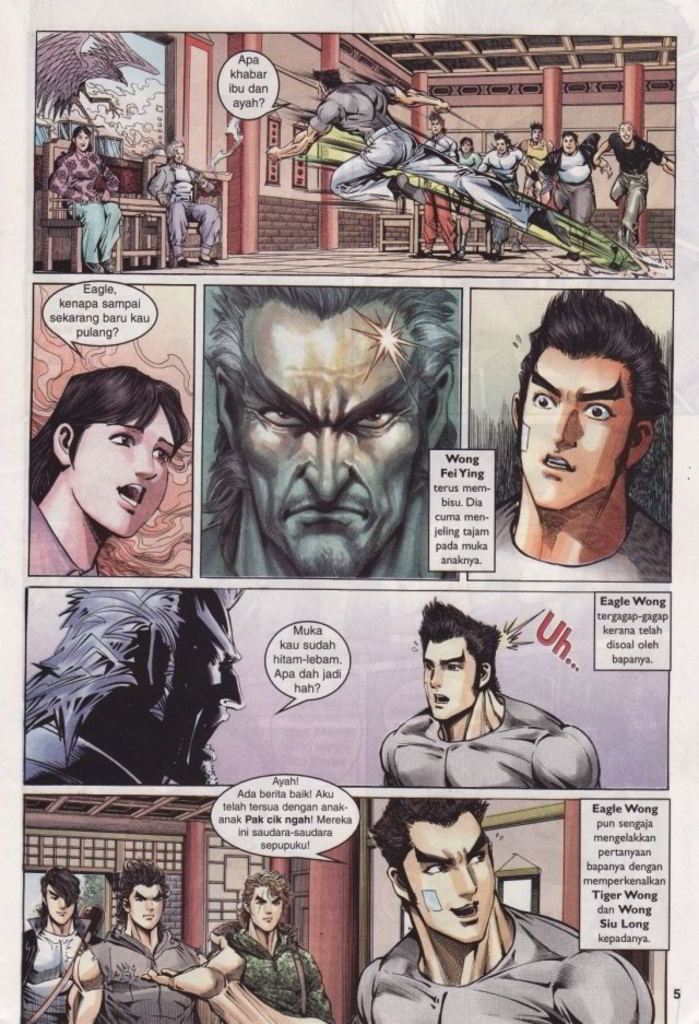 Apa
khabar
ibu dan
ayah?
Eagle,
kenapa sampai
sekarang baru kau
pulang?
Wong
Fei Ying
terus mem-
bisu. Dia
cuma men-
jeling tajam
pada muka
anaknya.
Muka
kau sudah
hitam-lebam.
Apa dah jadi
hah?
Uh...
Eagle Wong
tergagap-gagap
kerana telah
disoal oleh
bapanya.
Ayah!
Ada berita baik! Aku
telah tersua dengan anak-
anak Pak cik ngah! Mereka
ini saudara-saudara
sepupuku!
Eagle Wong
pun sengaja
mengelakkan
pertanyaan
bapanya dengan
memperkenalkan
Tiger Wong
dan Wong
Siu Long
kepadanya.
5